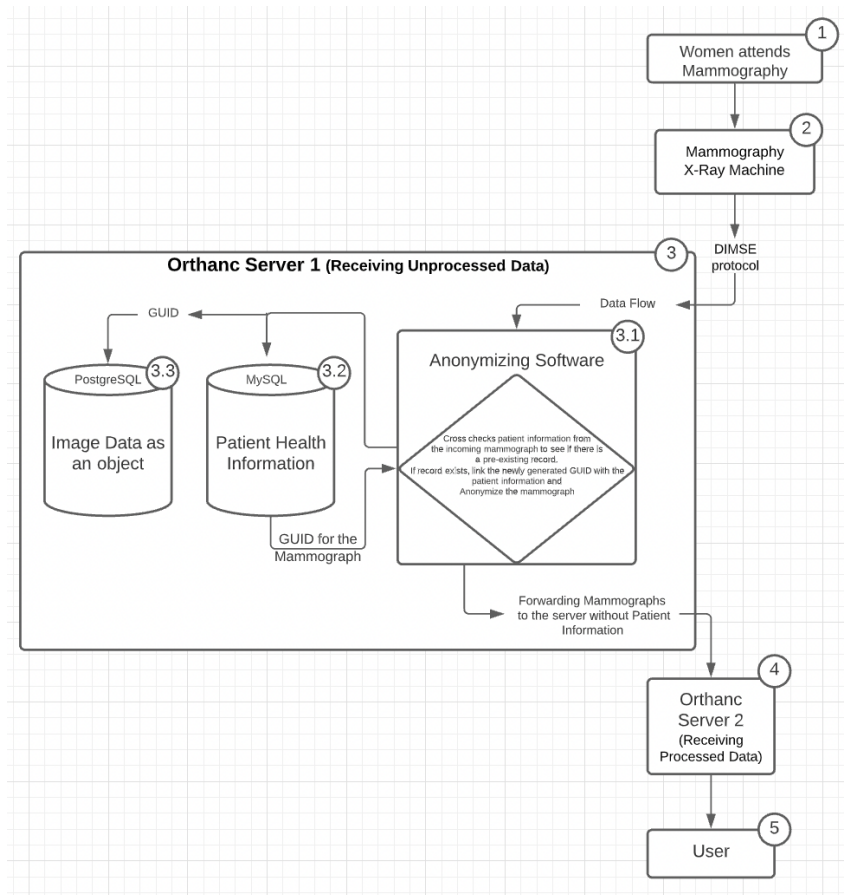 1
Women attends
Mammography
2
Mammography
X-Ray Machine
DIMSE
protocol
3
Orthanc Server 1 (Receiving Unprocessed Data)
Data Flow
GUID
3.1
Anonymizing Software
Cross checks patient information from
the incoming mammograph to see if there is
a pre-existing record.
If record exists, link the newly generated GUID with the
patient information and
Anonymize the mammograph
3.3
PostgreSQL
Image Data as
an object
3.2
MySQL
Patient Health
Information
GUID for the
Mammograph
Forwarding Mammographs
to the server without Patient
Information
4
Orthanc
Server 2
(Receiving
Processed Data)
5
User